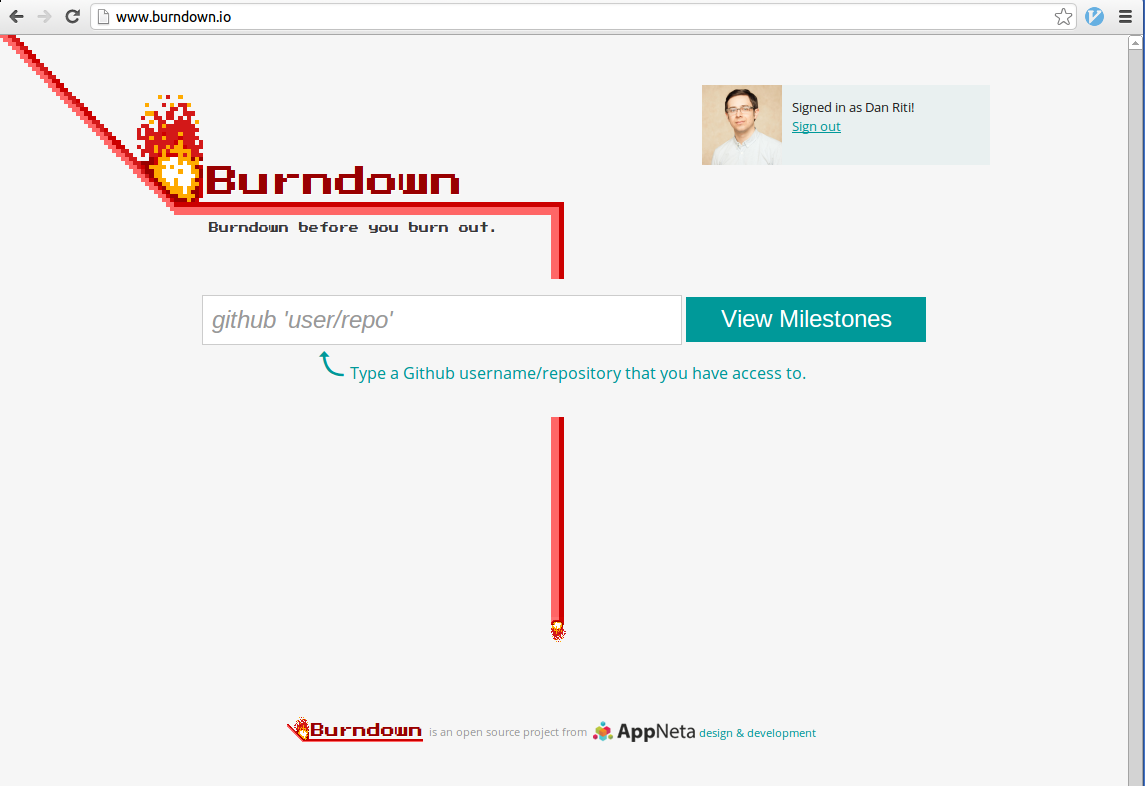 www.burndown.io
Signed in as Dan Riti!
Sign out
Burndown
Burndown before you burn out.
github 'user/repo'
View Milestones
Type a Github username/repository that you have access to.
Burndown is an open source project from AppNeta design & development